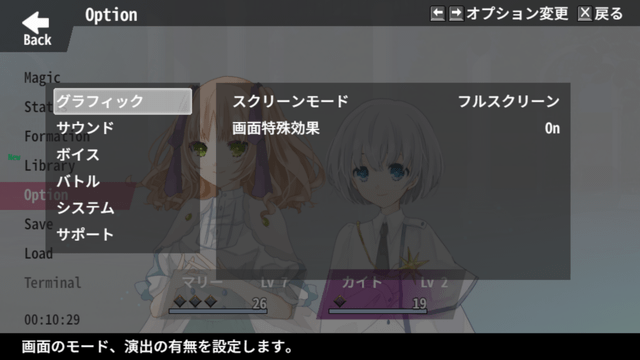 Back
Option
← → オプション変更 X 戻る
Magic
Stat
Formation
Library
New
Option
Save
Load
Terminal
00:10:29
グラフィック
サウンド
ボイス
バトル
システム
サポート
スクリーンモード フルスクリーン
画面特殊効果 On
マリー Lv 7
26
カイト Lv 2
19
画面のモード、演出の有無を設定します。